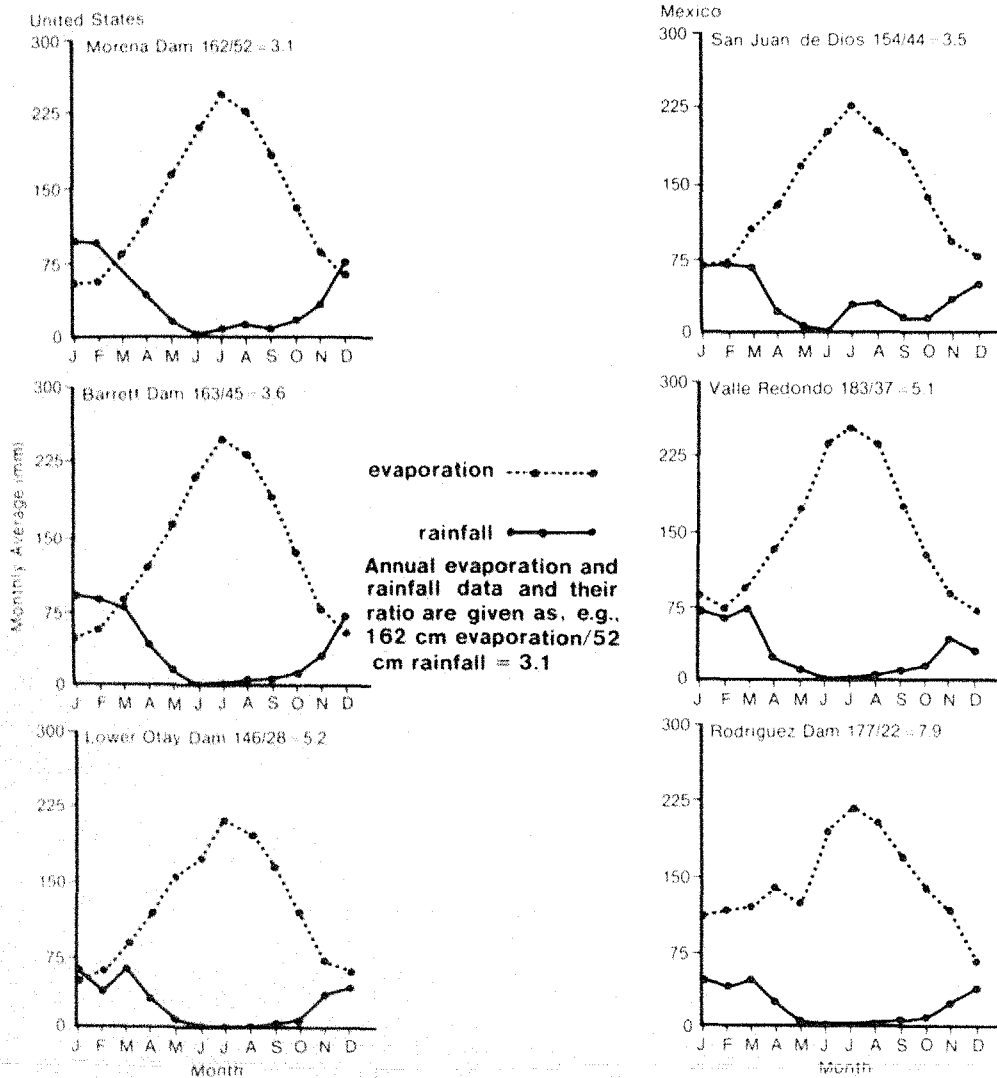 United States
Morena Dam 162/52 = 3.1
300
225
150
75
0
J F M A M J J A S O N D
Mexico
San Juan de Dios 154/44 = 3.5
300
225
150
75
0
J F M A M J J A S O N D
Barrett Dam 163/45 = 3.6
300
225
150
75
0
J F M A M J J A S O N D
Monthly Average (mm)
evaporation
rainfall
Annual evaporation and
rainfall data and their
ratio are given as, e.g.,
162 cm evaporation/52
cm rainfall = 3.1
Valle Redondo 183/37 = 5.1
300
225
150
75
0
J F M A M J J A S O N D
Lower Otay Dam 146/28 = 5.2
300
225
150
75
0
J F M A M J J A S O N D
Month
Rodriguez Dam 177/22 = 7.9
300
225
150
75
0
J F M A M J J A S O N D
Month